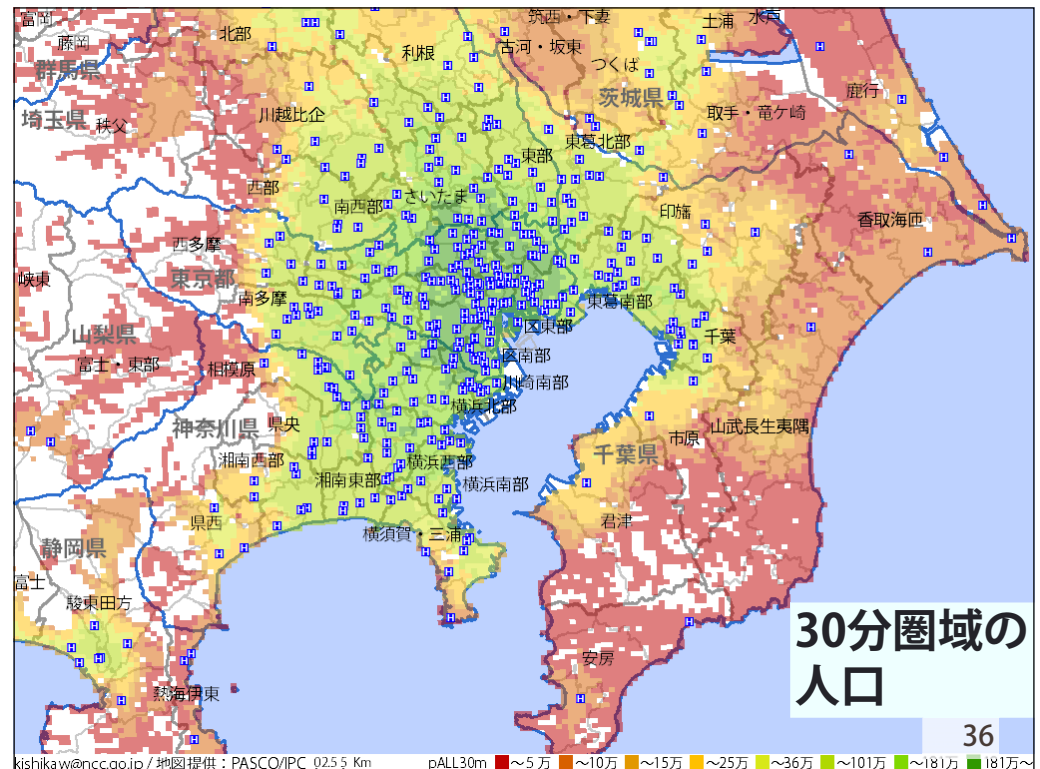 富岡
筑西・下妻
土浦
水戸
藤岡
北部
利根
古河・坂東
つくば
群馬県
茨城県
鹿行
埼玉県
秩父
川越比企
取手・竜ケ崎
東葛北部
東部
西部
さいたま
南西部
印旛
香取海匝
西多摩
東京都
峡東
南多摩
東葛南部
山梨県
区東部
千葉
富士・東部
相模原
区南部
川崎南部
横浜北部
神奈川県
県央
山武長生夷隅
市原
千葉県
湘南西部
横浜西部
湘南東部
横浜南部
県西
君津
横須賀・三浦
静岡県
富士
駿東田方
30分圏域の
人口
安房
熱海伊東
36
kishikaw@ncc.go.jp / 地図提供：PASCO/IPC
Km
pALL30m ～５万 ～10万 ～15万 ～25万 ～36万 ～101万 ～181万 181万～